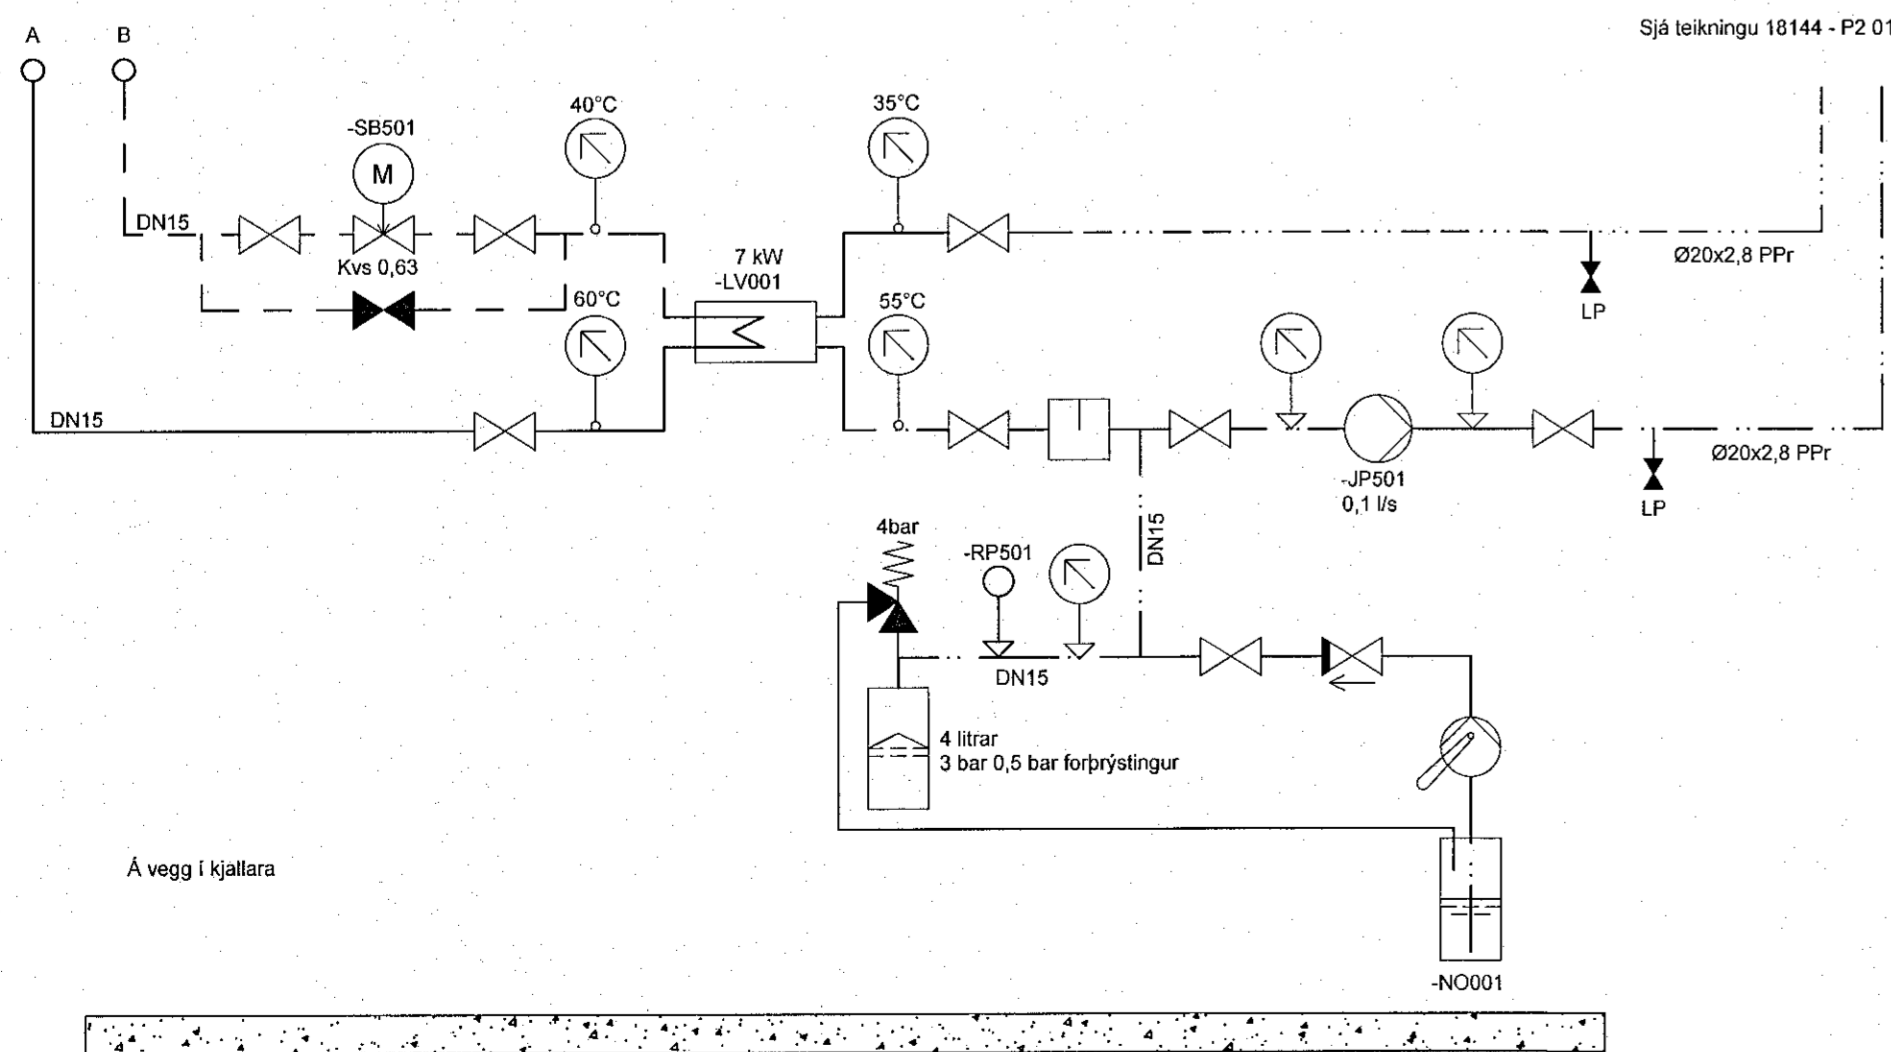 Sjá teikningu 18144 - P2 01
A
B
40°C
35°C
-SB501
M
DN15
Kvs 0,63
7 kW
-LV001
Ø20x2,8 PPr
60°C
55°C
LP
DN15
Ø20x2,8 PPr
-JP501
0,1 l/s
LP
4bar
-RP501
DN15
DN15
4 lítrar
3 bar 0,5 bar forþrýstingur
Á vegg í kjallara
-NO001